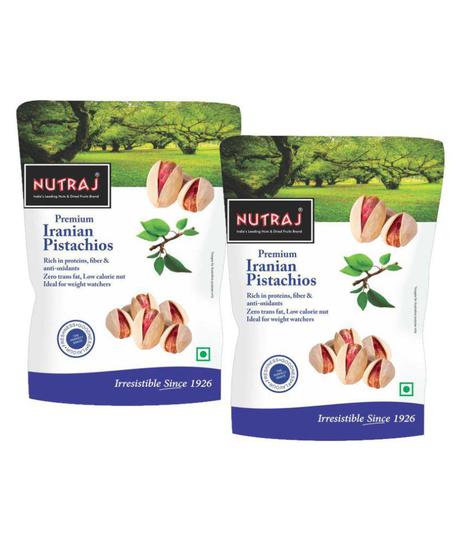 NUTRAJ®
India's Leading Nuts & Dried Fruits Brand
Premium
Iranian
Pistachios
Rich in proteins, fiber &
anti-oxidants
Zero trans fat, Low calorie nut
Ideal for weight watchers
Irresistible Since 1926
NUTRAJ®
India's Leading Nuts & Dried Fruits Brand
Premium
Iranian
Pistachios
Rich in proteins, fiber &
anti-oxidants
Zero trans fat, Low calorie nut
Ideal for weight watchers
Irresistible Since 1926